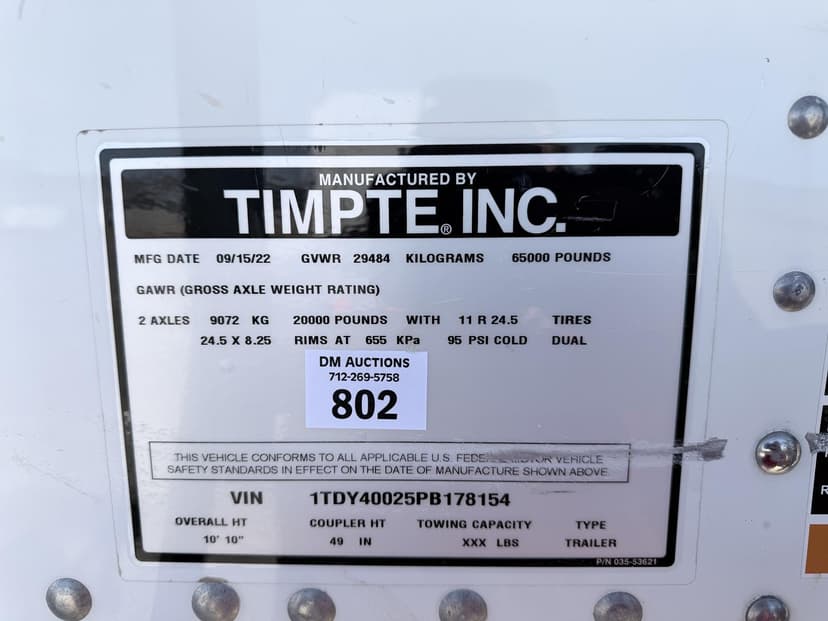 MANUFACTURED BY
TIMPTE, INC.®
MFG DATE 09/15/22 GVWR 29484 KILOGRAMS 65000 POUNDS
GAWR (GROSS AXLE WEIGHT RATING)
2 AXLES 9072 KG 20000 POUNDS WITH 11 R 24.5 TIRES
24.5 X 8.25 RIMS AT 655 KPa 95 PSI COLD DUAL
DM AUCTIONS
712-269-5758
802
THIS VEHICLE CONFORMS TO ALL APPLICABLE U.S. FEDERAL MOTOR VEHICLE
SAFETY STANDARDS IN EFFECT ON THE DATE OF MANUFACTURE SHOWN ABOVE.
VIN 1TDY40025PB178154
OVERALL HT COUPLER HT TOWING CAPACITY TYPE
10' 10" 49 IN XXX LBS TRAILER
P/N 035-53621